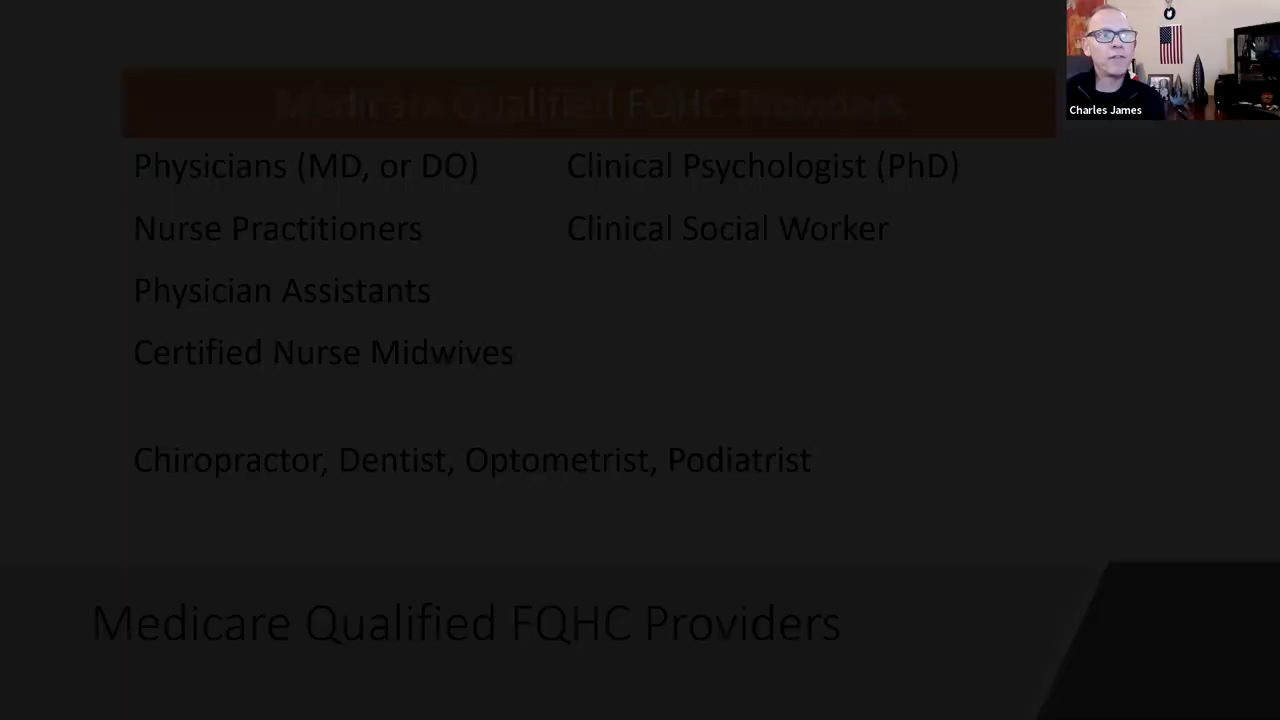 Medicare Qualified FQHC Providers
Physicians (MD, or DO)
Clinical Psychologist (PhD)
Nurse Practitioners
Clinical Social Worker
Physician Assistants
Certified Nurse Midwives
Chiropractor, Dentist, Optometrist, Podiatrist
Medicare Qualified FQHC Providers
Charles James